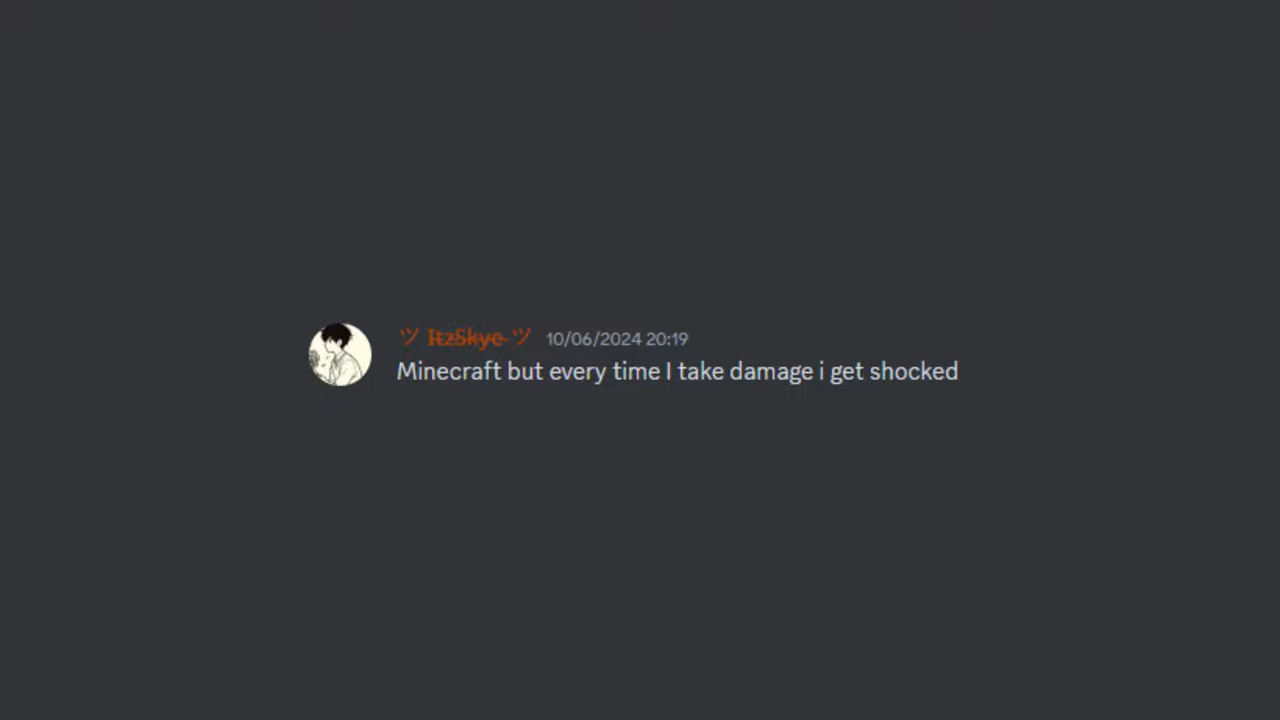 ツ ItzSkye ツ 10/06/2024 20:19
Minecraft but every time I take damage i get shocked